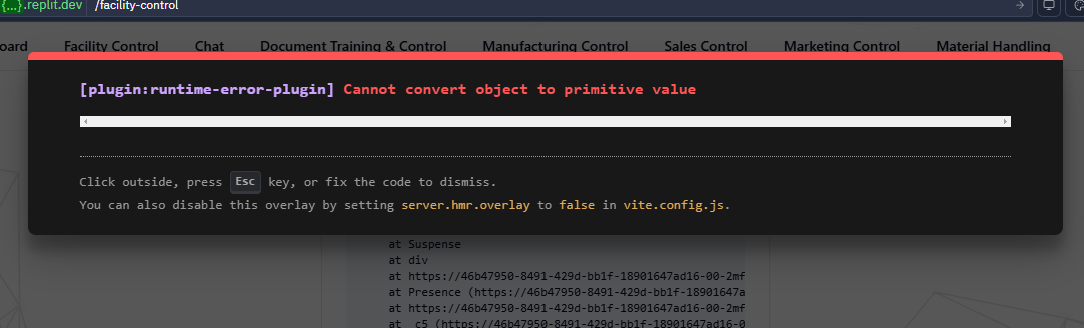 {...}.replit.dev /facility-control
oard Facility Control Chat Document Training & Control Manufacturing Control Sales Control Marketing Control Material Handling
[plugin:runtime-error-plugin] Cannot convert object to primitive value
Click outside, press Esc key, or fix the code to dismiss.
You can also disable this overlay by setting server.hmr.overlay to false in vite.config.js.
at Suspense
at div
at https://46b47950-8491-429d-bb1f-18901647ad16-00-2mf
at Presence (https://46b47950-8491-429d-bb1f-18901647a
at https://46b47950-8491-429d-bb1f-18901647ad16-00-2mf
at _c5 (https://46b47950-8491-429d-bb1f-18901647ad16-0